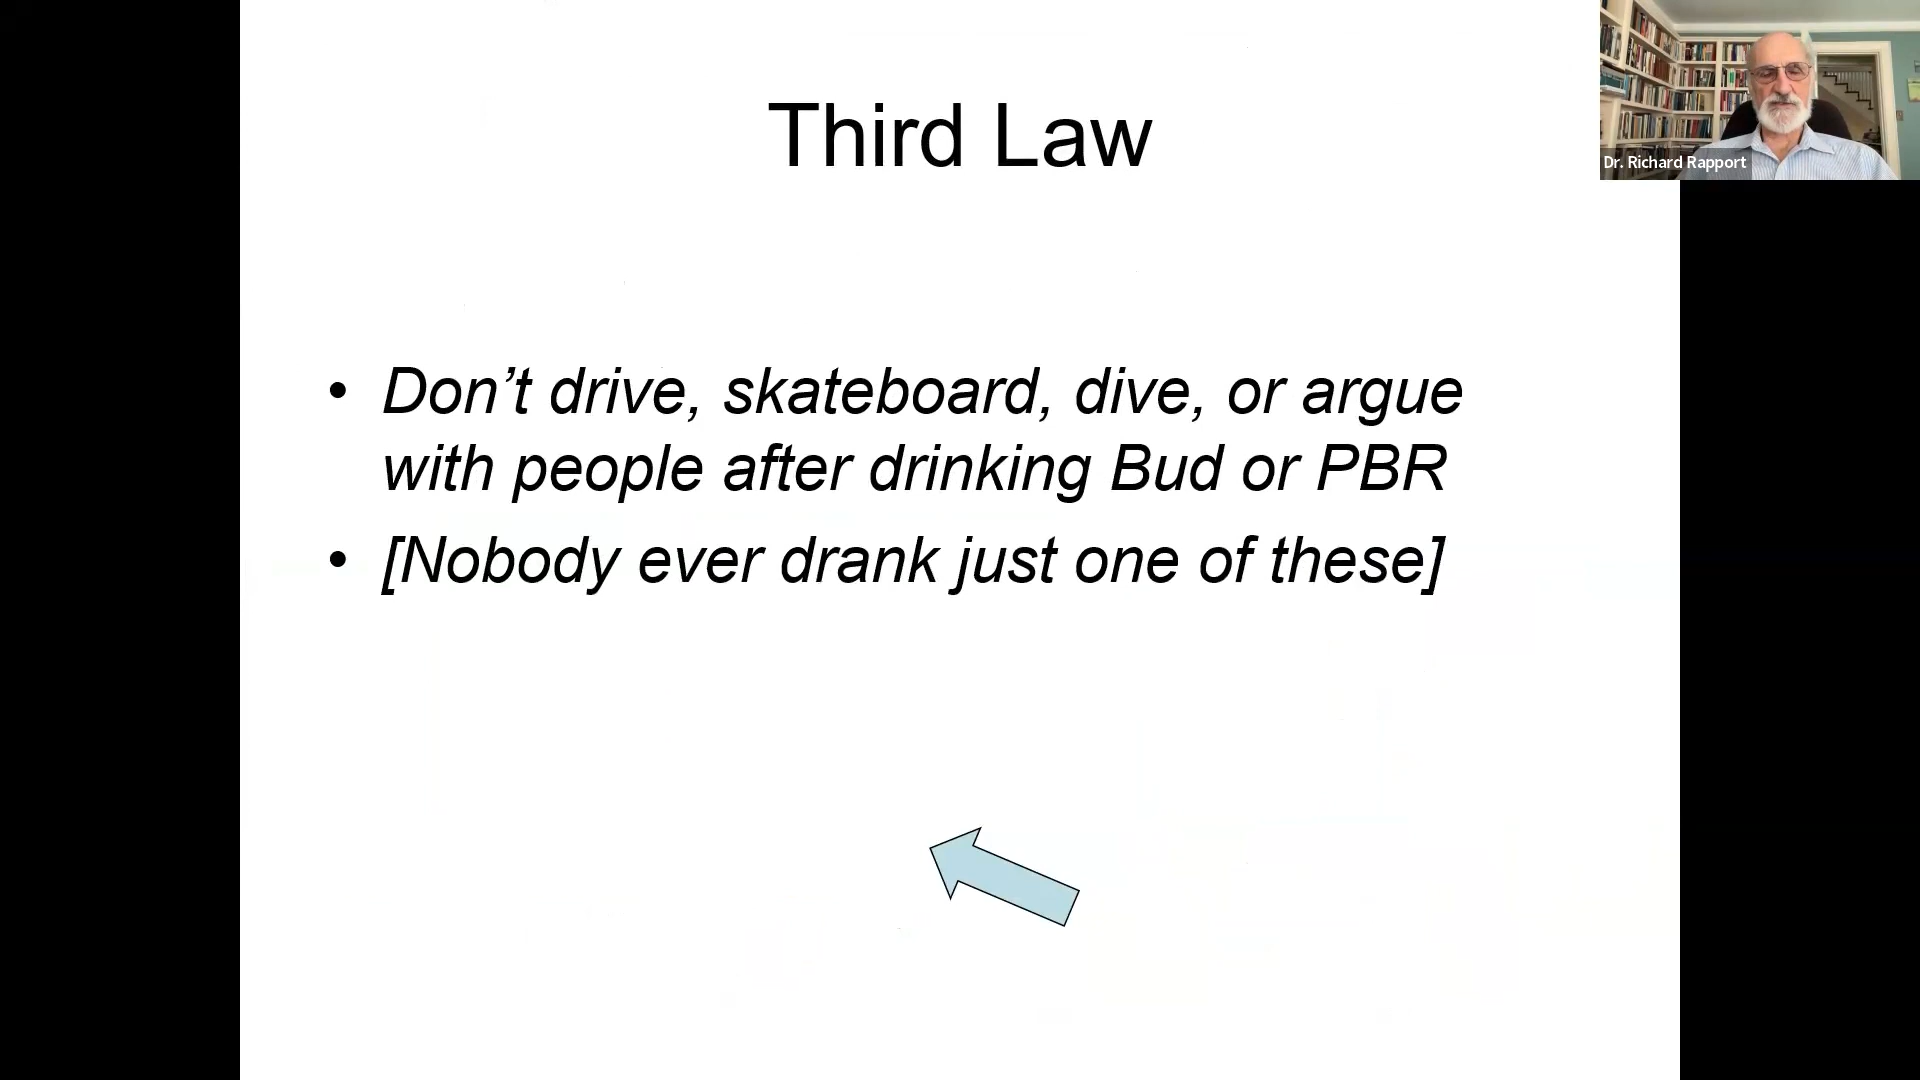 Third Law
Dr. Richard Rapport
• Don’t drive, skateboard, dive, or argue
with people after drinking Bud or PBR
• [Nobody ever drank just one of these]